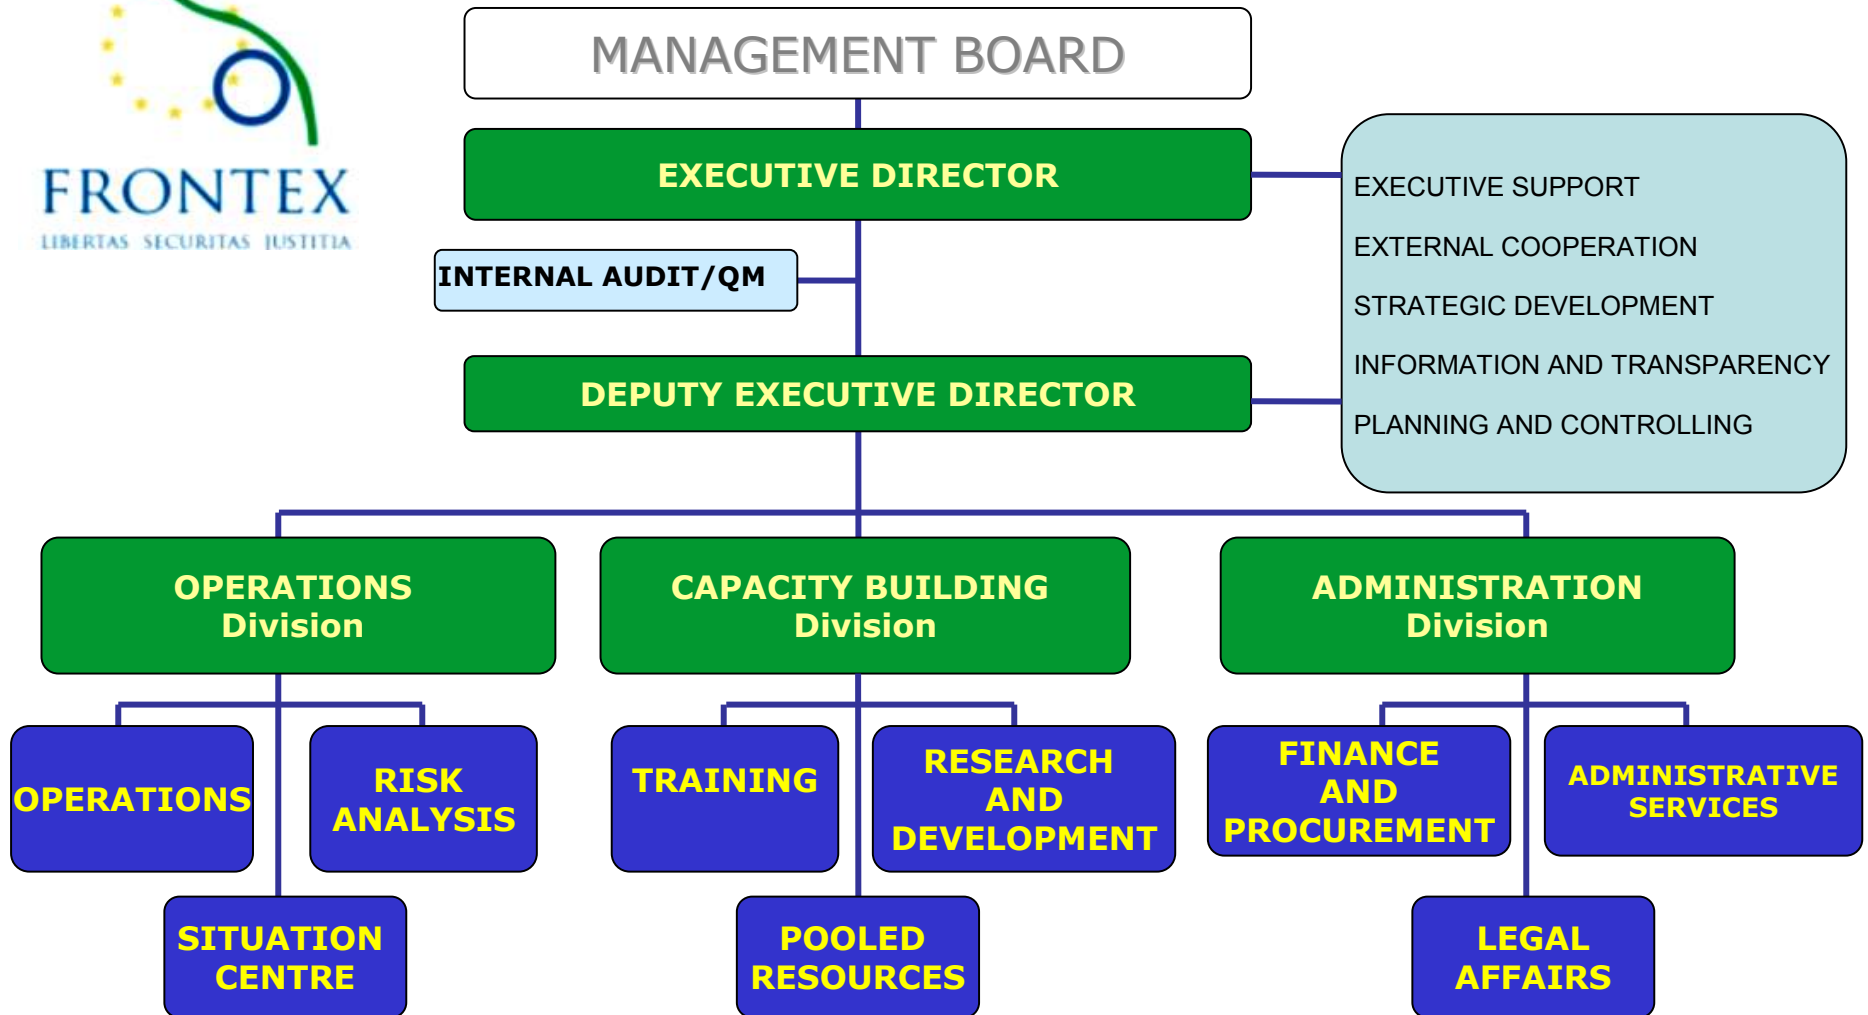 FRONTEX
LIBERTAS SECURITAS JUSTITIA
MANAGEMENT BOARD
EXECUTIVE DIRECTOR
INTERNAL AUDIT/QM
DEPUTY EXECUTIVE DIRECTOR
EXECUTIVE SUPPORT
EXTERNAL COOPERATION
STRATEGIC DEVELOPMENT
INFORMATION AND TRANSPARENCY
PLANNING AND CONTROLLING
OPERATIONS
Division
CAPACITY BUILDING
Division
ADMINISTRATION
Division
OPERATIONS
RISK
ANALYSIS
SITUATION
CENTRE
TRAINING
RESEARCH
AND
DEVELOPMENT
POOLED
RESOURCES
FINANCE
AND
PROCUREMENT
ADMINISTRATIVE
SERVICES
LEGAL
AFFAIRS